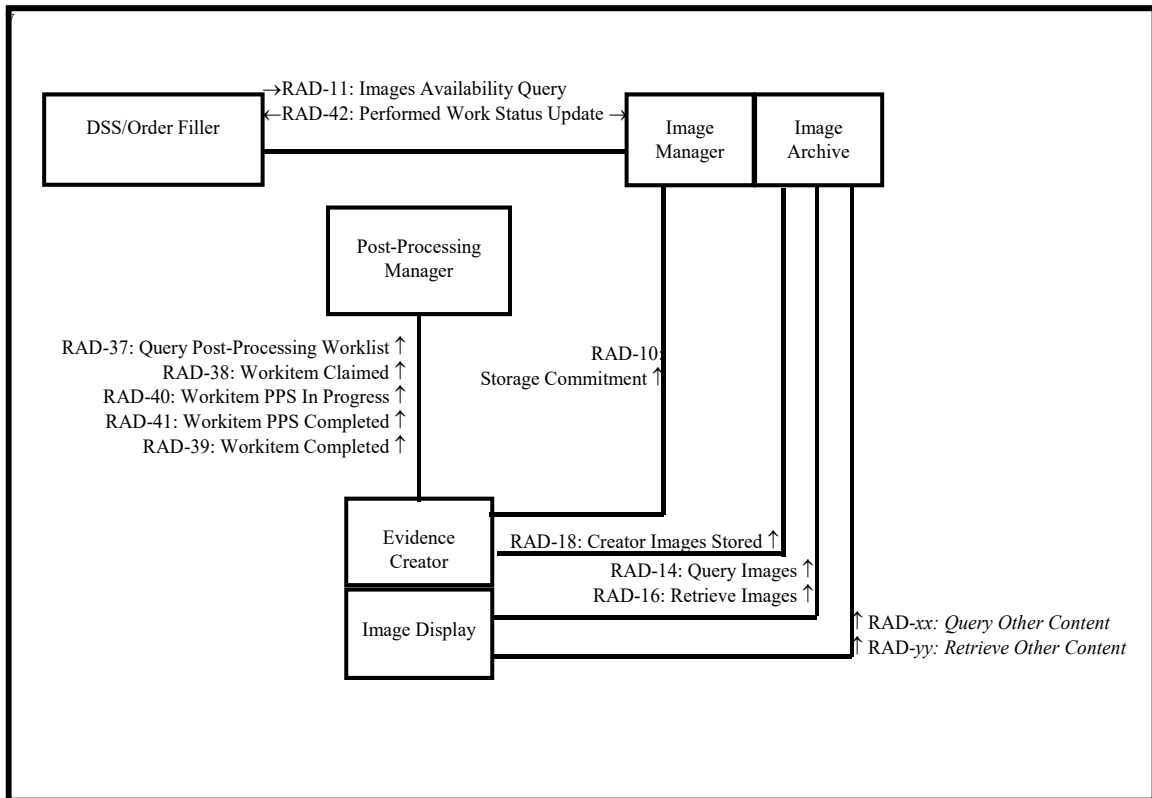 →RAD-11: Images Availability Query
←RAD-42: Performed Work Status Update →
DSS/Order Filler
Image
Manager
Image
Archive
Post-Processing
Manager
RAD-37: Query Post-Processing Worklist ↑
RAD-38: Workitem Claimed ↑
RAD-40: Workitem PPS In Progress ↑
RAD-41: Workitem PPS Completed ↑
RAD-39: Workitem Completed ↑
RAD-10:
Storage Commitment ↑
Evidence
Creator
RAD-18: Creator Images Stored ↑
RAD-14: Query Images ↑
RAD-16: Retrieve Images ↑
Image Display
↑ RAD-xx: Query Other Content
↑ RAD-yy: Retrieve Other Content